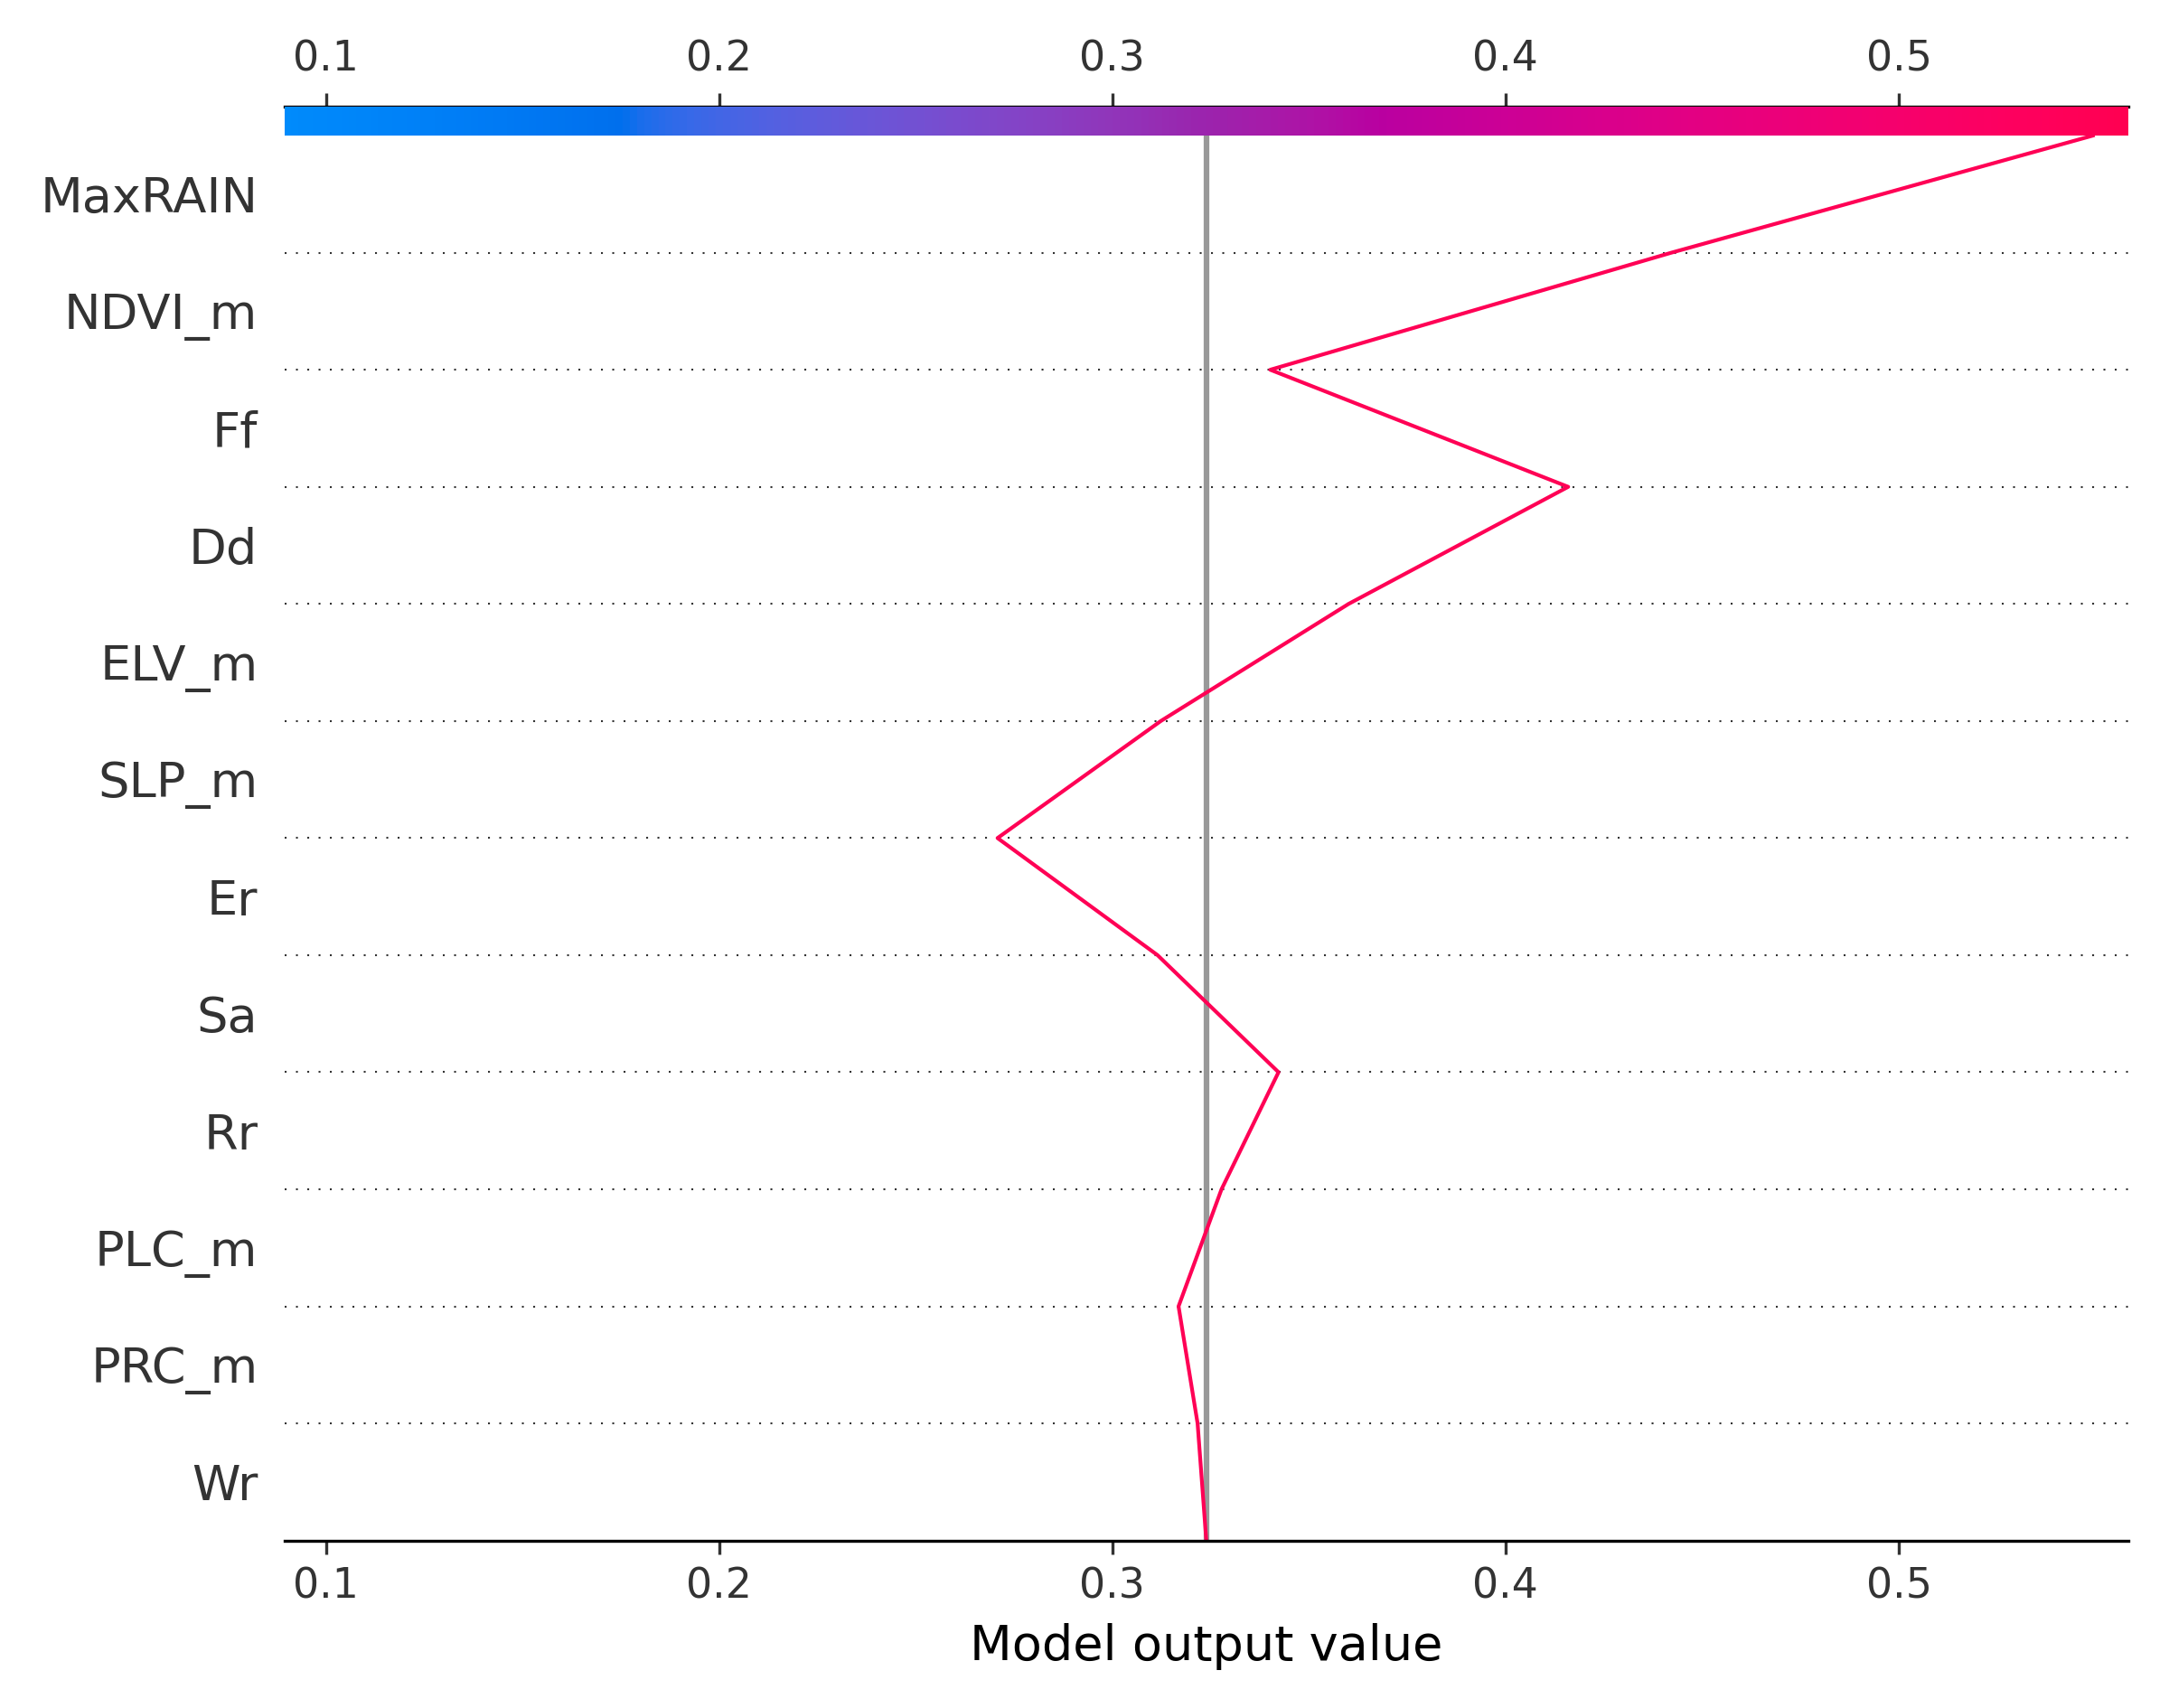 0.1 0.2 0.3 0.4 0.5
MaxRAIN
NDVI_m
Ff
Dd
ELV_m
SLP_m
Er
Sa
Rr
PLC_m
PRC_m
Wr
0.1 0.2 0.3 0.4 0.5
Model output value